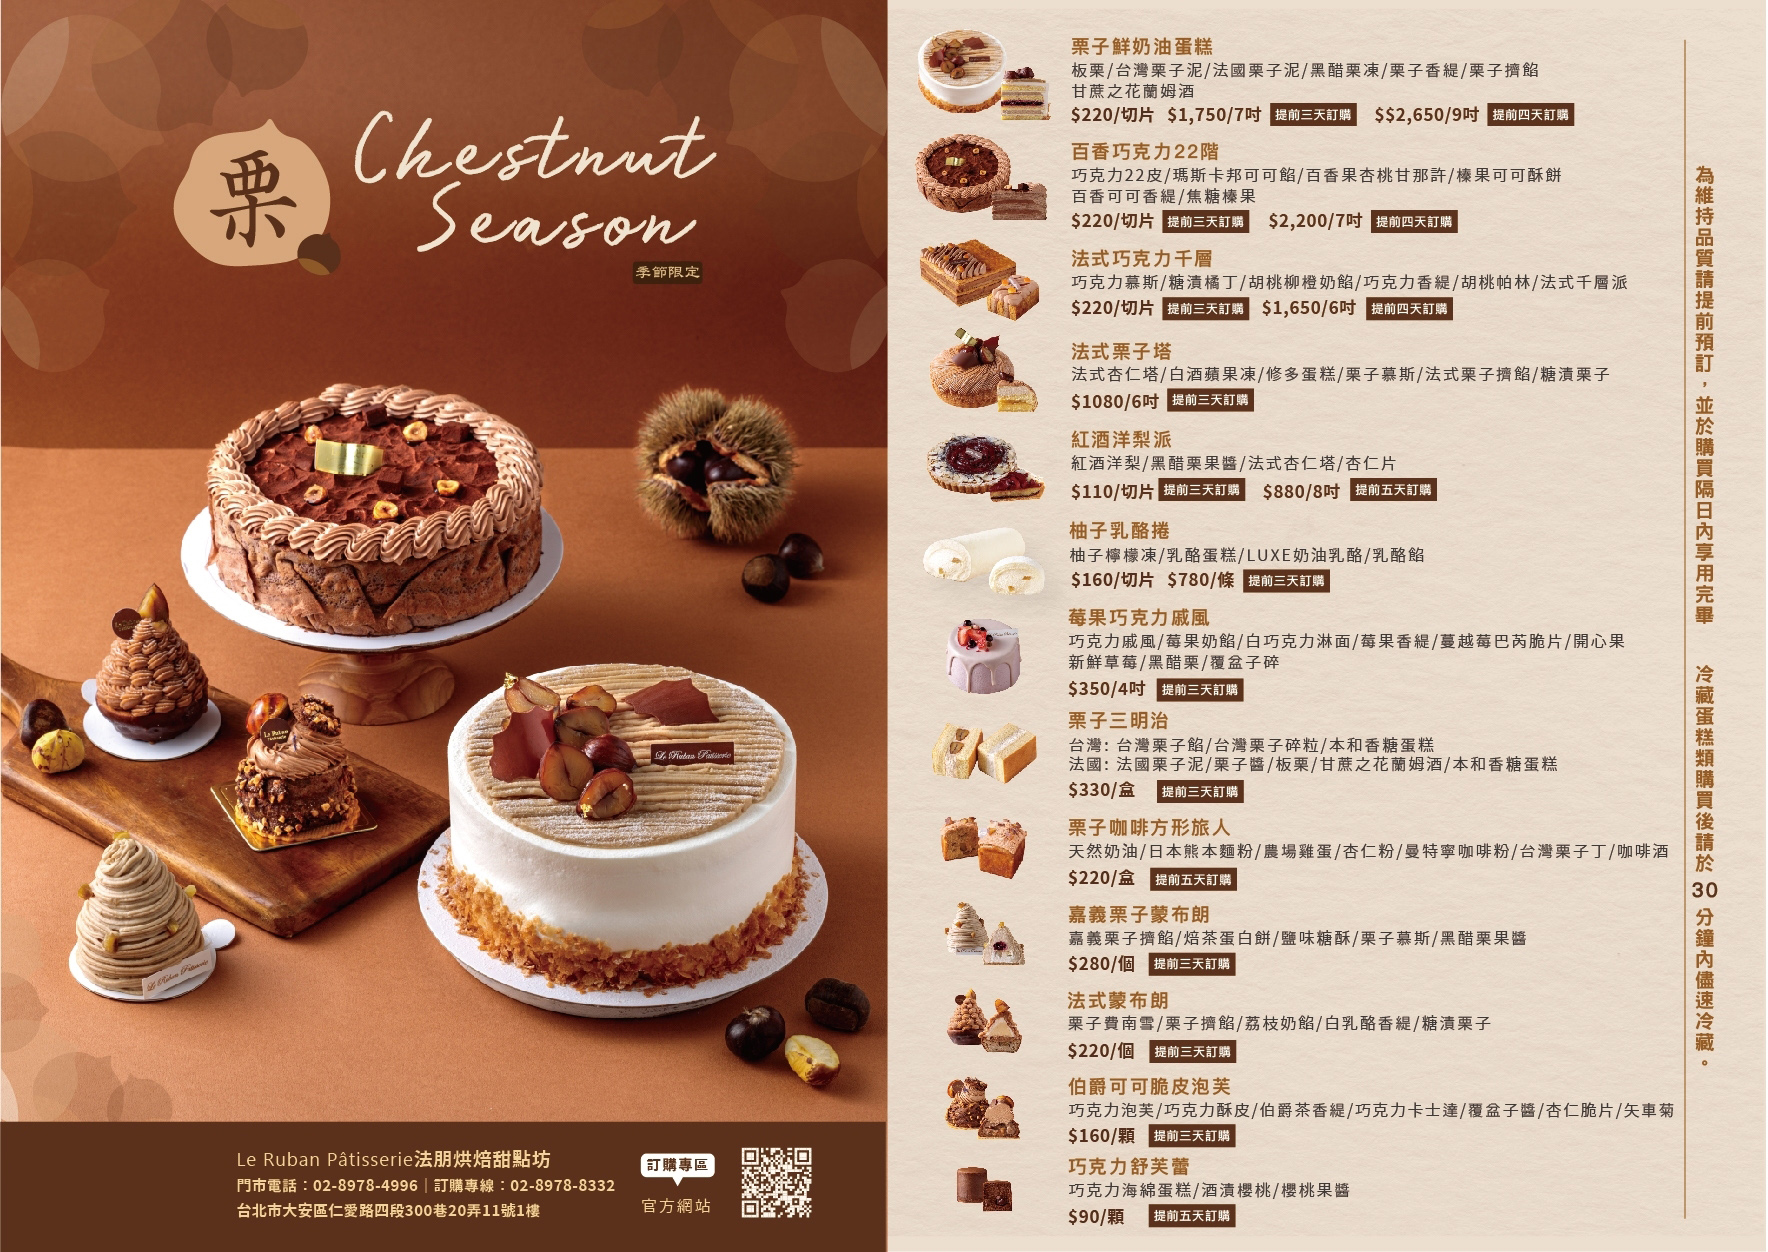 栗
Chestnut
Season
季節限定
Le Ruban Pâtisserie
Le Ruban Pâtisserie
Le Ruban Pâtisserie法朋烘焙甜點坊
門市電話：02-8978-4996｜訂購專線：02-8978-8332
台北市大安區仁愛路四段300巷20弄11號1樓
訂購專區
官方網站
栗子鮮奶油蛋糕
板栗/台灣栗子泥/法國栗子泥/黑醋栗凍/栗子香緹/栗子擠餡
甘蔗之花蘭姆酒
$220/切片 $1,750/7吋 提前三天訂購 $$2,650/9吋 提前四天訂購
百香巧克力22階
巧克力22皮/瑪斯卡邦可可餡/百香果杏桃甘那許/榛果可可酥餅
百香可可香緹/焦糖榛果
$220/切片 提前三天訂購 $2,200/7吋 提前四天訂購
法式巧克力千層
巧克力慕斯/糖漬橘丁/胡桃柳橙奶餡/巧克力香緹/胡桃帕林/法式千層派
$220/切片 提前三天訂購 $1,650/6吋 提前四天訂購
法式栗子塔
法式杏仁塔/白酒蘋果凍/修多蛋糕/栗子慕斯/法式栗子擠餡/糖漬栗子
$1080/6吋 提前三天訂購
紅酒洋梨派
紅酒洋梨/黑醋栗果醬/法式杏仁塔/杏仁片
$110/切片 提前三天訂購 $880/8吋 提前五天訂購
柚子乳酪捲
柚子檸檬凍/乳酪蛋糕/LUXE奶油乳酪/乳酪餡
$160/切片 $780/條 提前三天訂購
莓果巧克力戚風
巧克力戚風/莓果奶餡/白巧克力淋面/莓果香緹/蔓越莓巴芮脆片/開心果
新鮮草莓/黑醋栗/覆盆子碎
$350/4吋 提前三天訂購
栗子三明治
台灣: 台灣栗子餡/台灣栗子碎粒/本和香糖蛋糕
法國: 法國栗子泥/栗子醬/板栗/甘蔗之花蘭姆酒/本和香糖蛋糕
$330/盒 提前三天訂購
栗子咖啡方形旅人
天然奶油/日本熊本麵粉/農場雞蛋/杏仁粉/曼特寧咖啡粉/台灣栗子丁/咖啡酒
$220/盒 提前五天訂購
嘉義栗子蒙布朗
嘉義栗子擠餡/焙茶蛋白餅/鹽味糖酥/栗子慕斯/黑醋栗果醬
$280/個 提前三天訂購
法式蒙布朗
栗子費南雪/栗子擠餡/荔枝奶餡/白乳酪香緹/糖漬栗子
$220/個 提前三天訂購
伯爵可可脆皮泡芙
巧克力泡芙/巧克力酥皮/伯爵茶香緹/巧克力卡士達/覆盆子醬/杏仁脆片/矢車菊
$160/顆 提前三天訂購
巧克力舒芙蕾
巧克力海綿蛋糕/酒漬櫻桃/櫻桃果醬
$90/顆 提前五天訂購
為維持品質請提前預訂，並於購買隔日內享用完畢 冷藏蛋糕類購買後請於30分鐘內儘速冷藏。